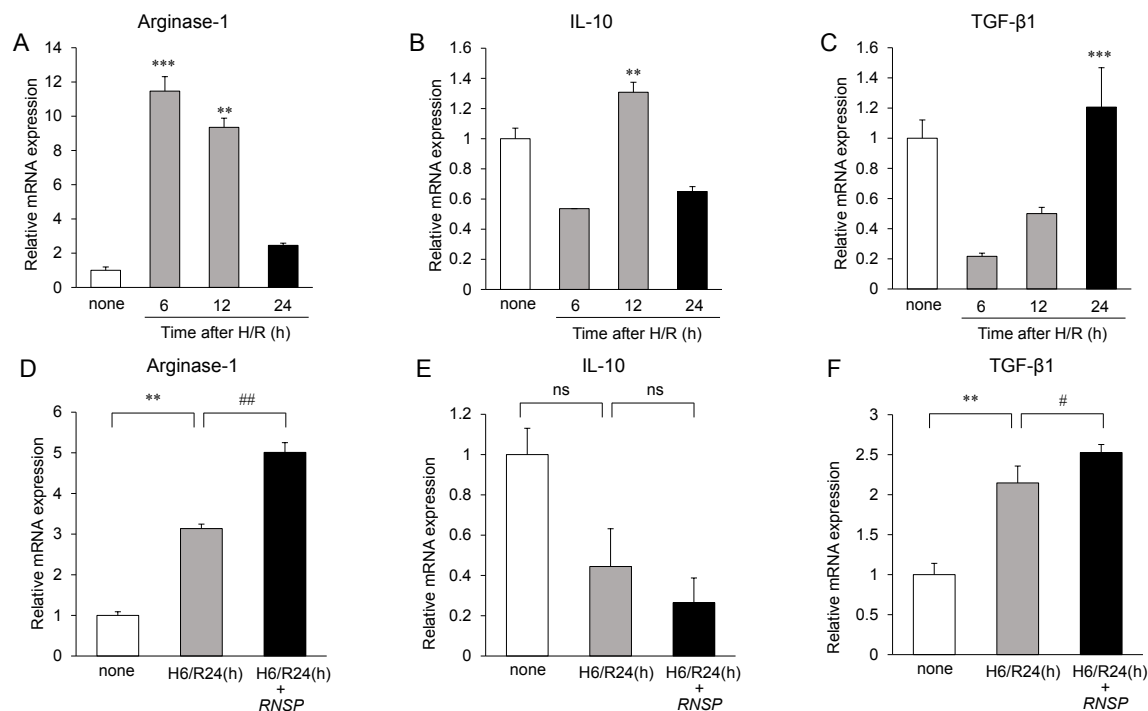 A
Arginase-1
Relative mRNA expression
14
12
10
8
6
4
2
0
***
**
none
6
12
24
Time after H/R (h)
B
IL-10
Relative mRNA expression
1.6
1.4
1.2
1
0.8
0.6
0.4
0.2
0
**
none
6
12
24
Time after H/R (h)
C
TGF-β1
Relative mRNA expression
1.6
1.4
1.2
1
0.8
0.6
0.4
0.2
0
***
none
6
12
24
Time after H/R (h)
D
Arginase-1
Relative mRNA expression
6
5
4
3
2
1
0
**
##
none
H6/R24(h)
H6/R24(h)
+
RNSP
E
IL-10
Relative mRNA expression
1.2
1
0.8
0.6
0.4
0.2
0
ns
ns
none
H6/R24(h)
H6/R24(h)
+
RNSP
F
TGF-β1
Relative mRNA expression
3
2.5
2
1.5
1
0.5
0
**
#
none
H6/R24(h)
H6/R24(h)
+
RNSP